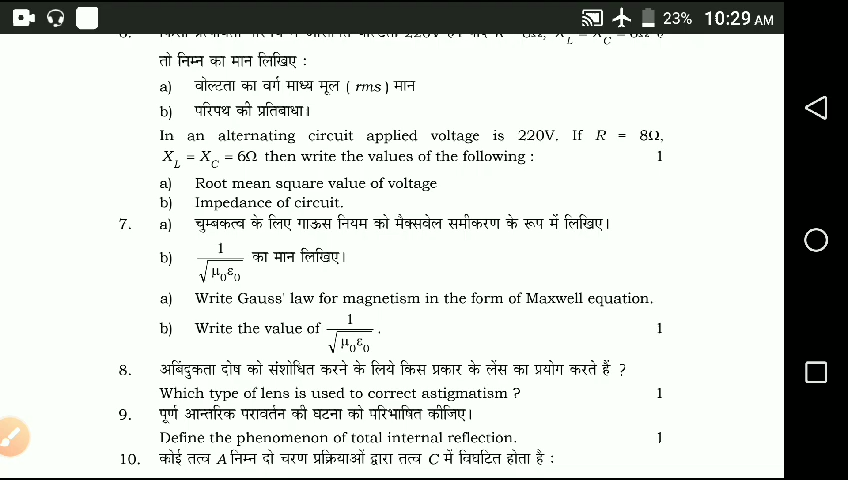 23% 10:29 AM
तो निम्न का मान लिखिए :
a) वोल्टता का वर्ग माध्य मूल ( rms ) मान
b) परिपथ की प्रतिबाधा।
In an alternating circuit applied voltage is 220V. If R = 8Ω,
X_L = X_C = 6Ω then write the values of the following : 1
a) Root mean square value of voltage
b) Impedance of circuit.
7. a) चुम्बकत्व के लिए गाऊस नियम को मैक्सवेल समीकरण के रूप में लिखिए।
b) 1/√μ₀ε₀ का मान लिखिए।
a) Write Gauss' law for magnetism in the form of Maxwell equation.
b) Write the value of 1/√μ₀ε₀ . 1
8. अबिंदुकता दोष को संशोधित करने के लिये किस प्रकार के लेंस का प्रयोग करते हैं ?
Which type of lens is used to correct astigmatism ? 1
9. पूर्ण आन्तरिक परावर्तन की घटना को परिभाषित कीजिए।
Define the phenomenon of total internal reflection. 1
10. कोई तत्व A निम्न दो चरण प्रक्रियाओं द्वारा तत्व C में विघटित होता है :